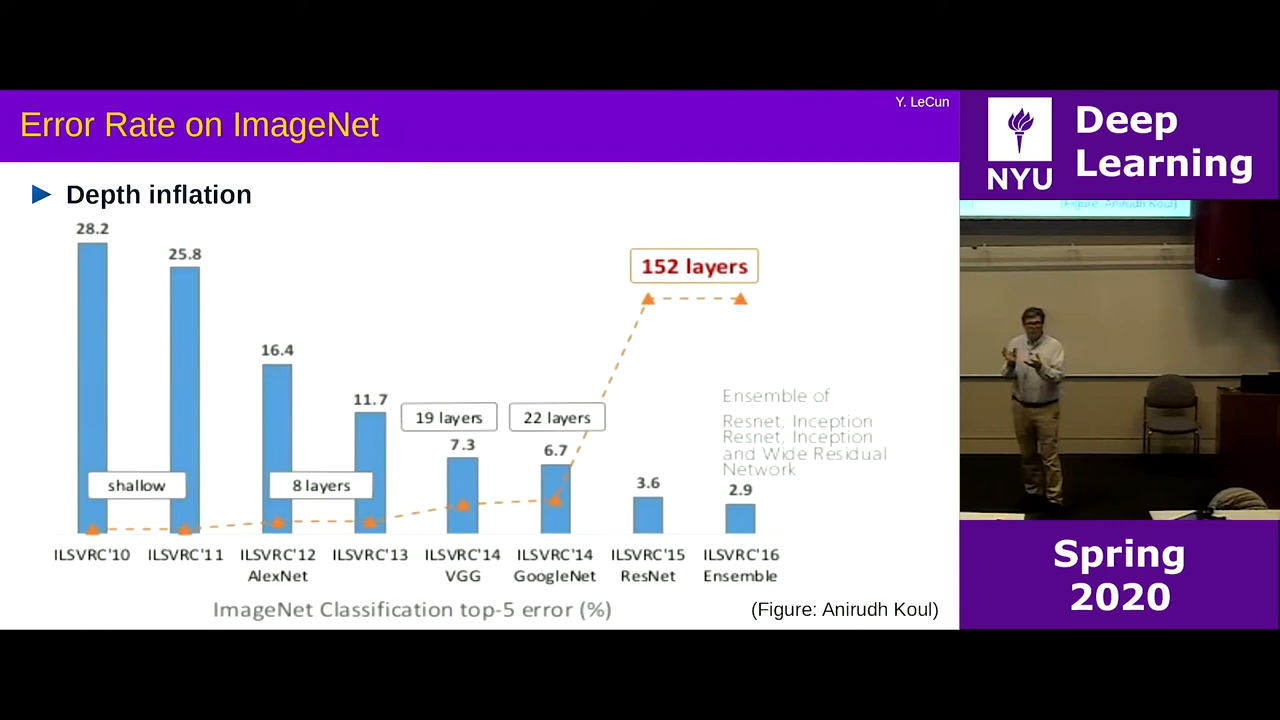 Y. LeCun
Error Rate on ImageNet
Depth inflation
28.2
25.8
16.4
11.7
7.3
6.7
3.6
2.9
152 layers
19 layers
22 layers
shallow
8 layers
Ensemble of
Resnet, Inception
Resnet, Inception
and Wide Residual
Network
ILSVRC'10
ILSVRC'11
ILSVRC'12
AlexNet
ILSVRC'13
ILSVRC'14
VGG
ILSVRC'14
GoogleNet
ILSVRC'15
ResNet
ILSVRC'16
Ensemble
ImageNet Classification top-5 error (%)
(Figure: Anirudh Koul)
NYU
Deep
Learning
(Figure: Anirudh Koul)
Spring
2020